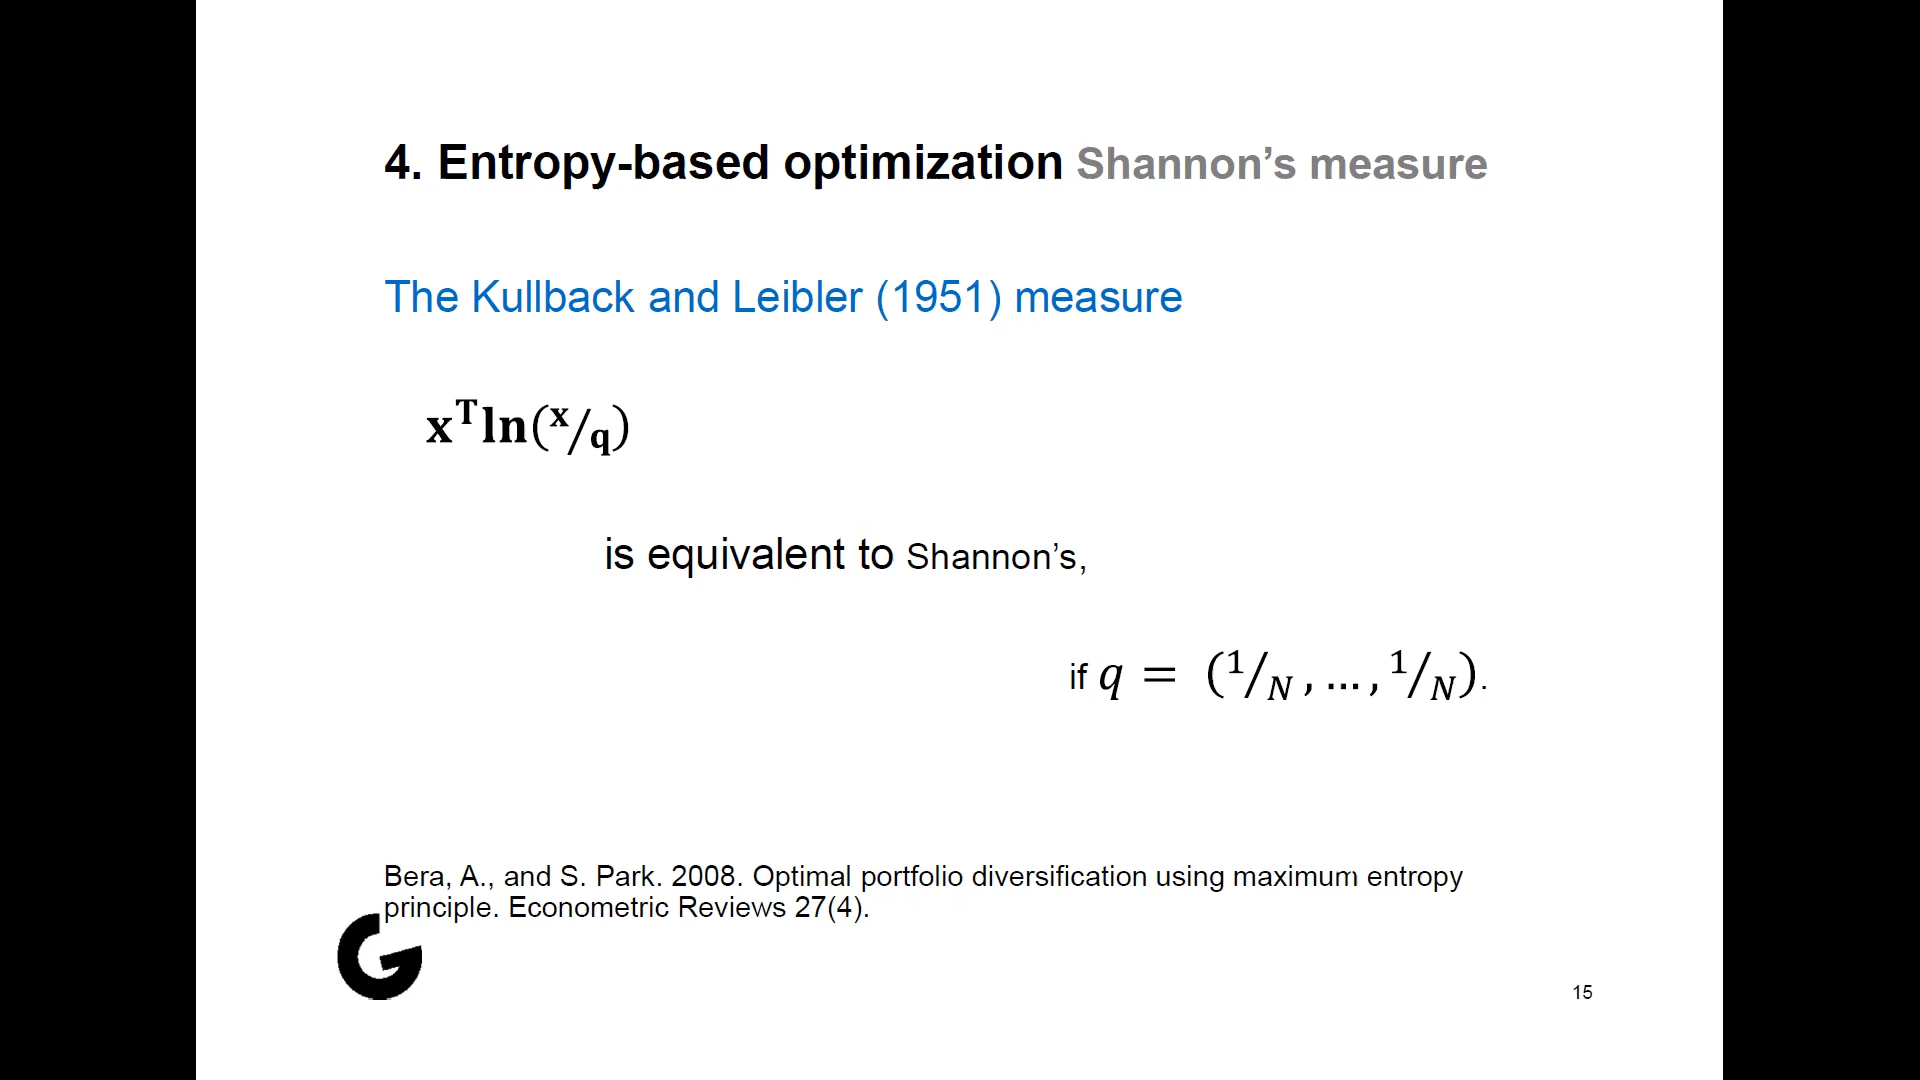 4. Entropy-based optimization Shannon’s measure
The Kullback and Leibler (1951) measure
𝐱ᵀ𝐥𝐧(𝐱/𝐪)
is equivalent to Shannon’s,
if 𝑞 = (1/𝑁 , … , 1/𝑁).
Bera, A., and S. Park. 2008. Optimal portfolio diversification using maximum entropy
principle. Econometric Reviews 27(4).
G
15